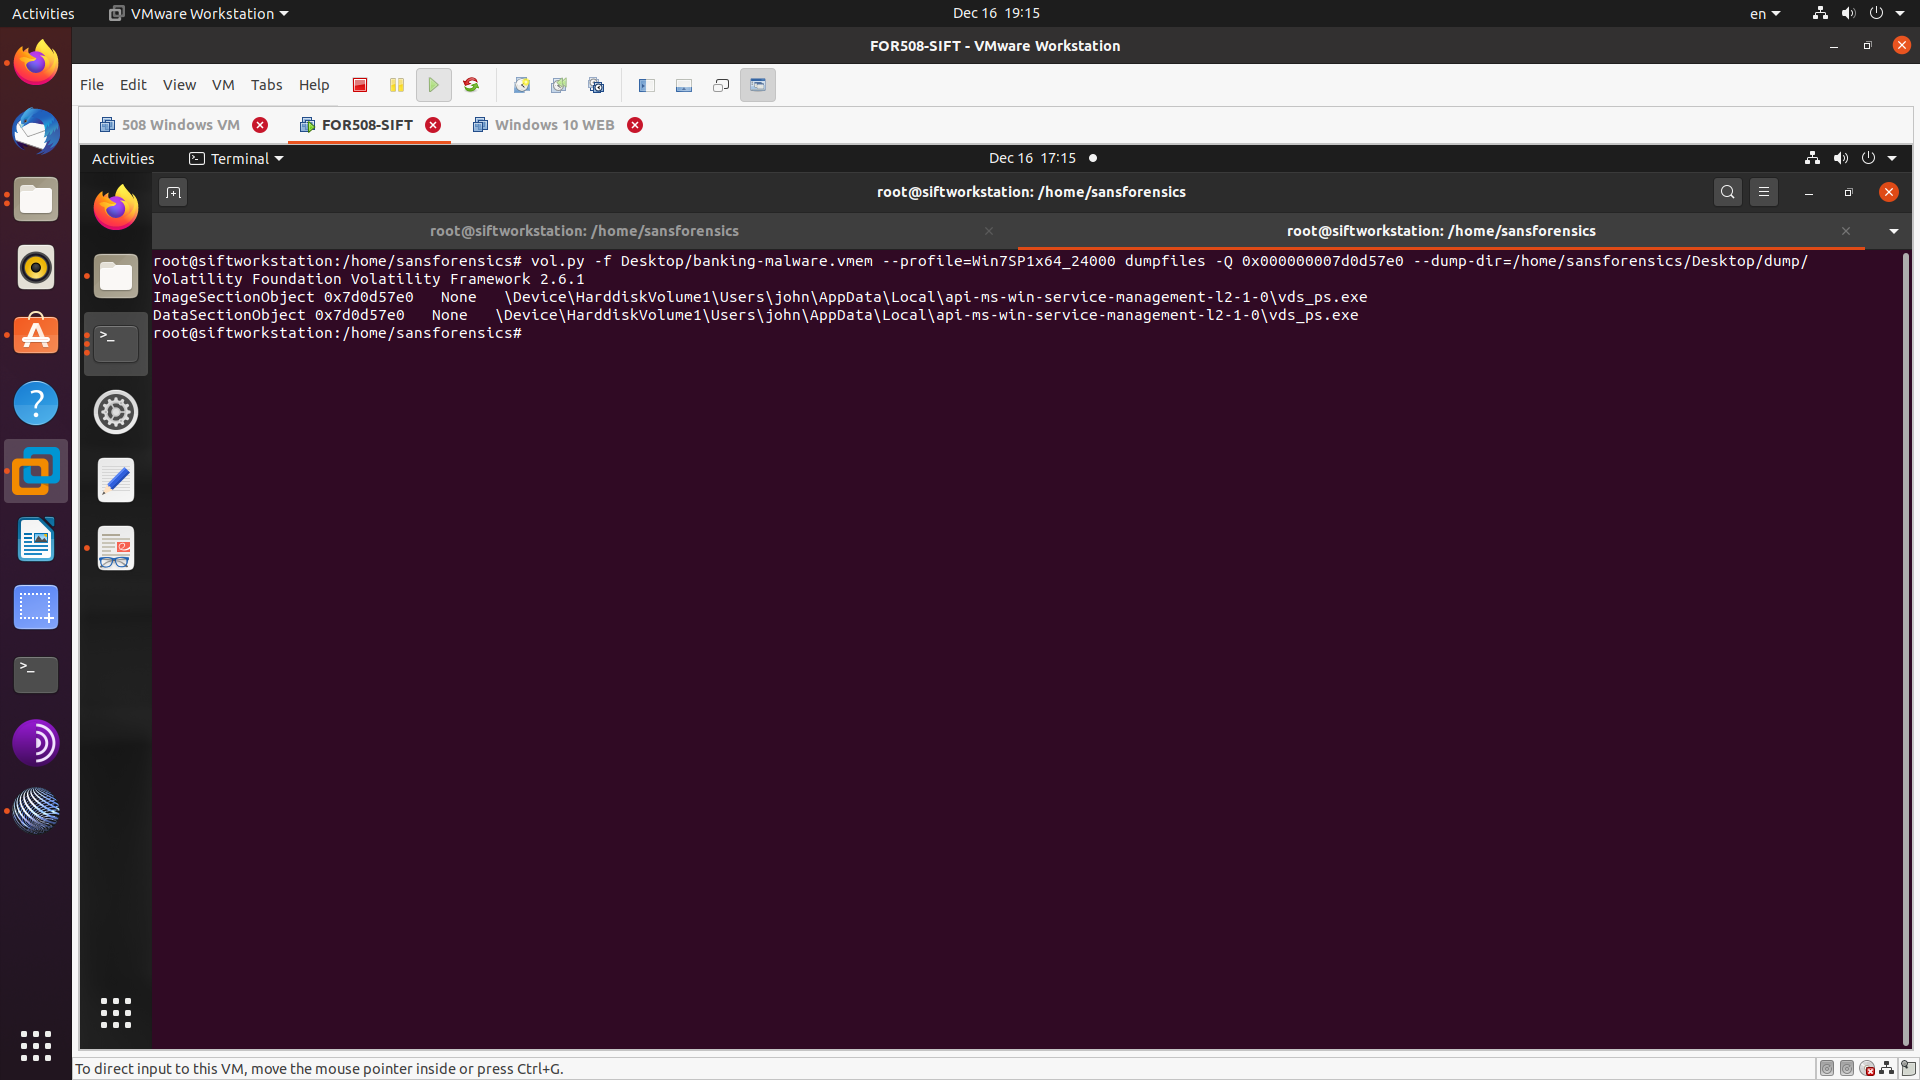 Activities VMware Workstation Dec 16 19:15 en
FOR508-SIFT - VMware Workstation
File Edit View VM Tabs Help
508 Windows VM FOR508-SIFT Windows 10 WEB
Activities Terminal Dec 16 17:15
root@siftworkstation: /home/sansforensics
root@siftworkstation: /home/sansforensics root@siftworkstation: /home/sansforensics
root@siftworkstation:/home/sansforensics# vol.py -f Desktop/banking-malware.vmem --profile=Win7SP1x64_24000 dumpfiles -Q 0x000000007d0d57e0 --dump-dir=/home/sansforensics/Desktop/dump/
Volatility Foundation Volatility Framework 2.6.1
ImageSectionObject 0x7d0d57e0   None   \Device\HarddiskVolume1\Users\john\AppData\Local\api-ms-win-service-management-l2-1-0\vds_ps.exe
DataSectionObject 0x7d0d57e0   None   \Device\HarddiskVolume1\Users\john\AppData\Local\api-ms-win-service-management-l2-1-0\vds_ps.exe
root@siftworkstation:/home/sansforensics#
To direct input to this VM, move the mouse pointer inside or press Ctrl+G.